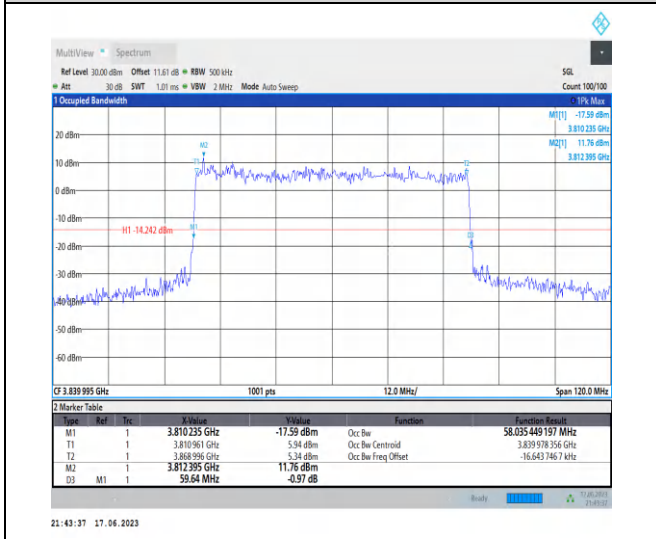 MultiView Spectrum
Ref Level 30.00 dBm Offset 11.61 dB RBW 500 kHz SGL
Att 30 dB SWT 1.01 ms VBW 2 MHz Mode Auto Sweep Count 100/100
1 Occupied Bandwidth 1Pk Max
M1[1] -17.59 dBm
3.810 235 GHz
M2[1] 11.76 dBm
3.812 395 GHz
20 dBm
M2
10 dBm
T1
T2
0 dBm
-10 dBm
H1 -14.242 dBm
M1
D3
-20 dBm
-30 dBm
-40 dBm
-50 dBm
-60 dBm
CF 3.839 995 GHz 1001 pts 12.0 MHz/ Span 120.0 MHz
2 Marker Table
Type Ref Trc X-Value Y-Value Function Function Result
M1 1 3.810 235 GHz -17.59 dBm Occ Bw 58.035 449 197 MHz
T1 1 3.810 961 GHz 5.94 dBm Occ Bw Centroid 3.839 978 356 GHz
T2 1 3.868 996 GHz 5.34 dBm Occ Bw Freq Offset -16.643 746 7 kHz
M2 1 3.812 395 GHz 11.76 dBm
D3 M1 1 59.64 MHz -0.97 dB
Ready
21:43:37 17.06.2023